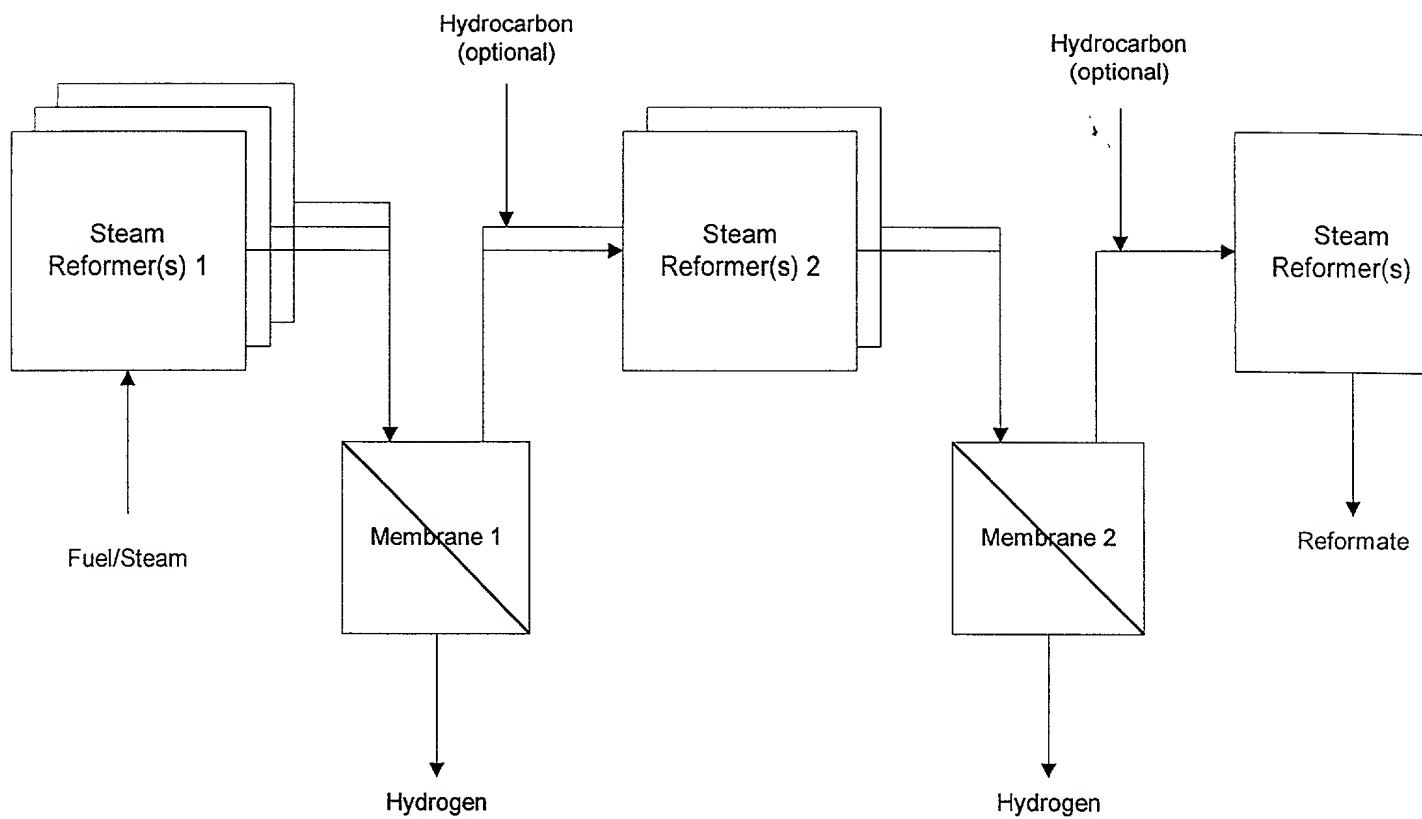 Hydrocarbon
(optional)
Hydrocarbon
(optional)
Steam
Reformer(s) 1
Steam
Reformer(s) 2
Steam
Reformer(s)
Membrane 1
Membrane 2
Fuel/Steam
Reformate
Hydrogen
Hydrogen